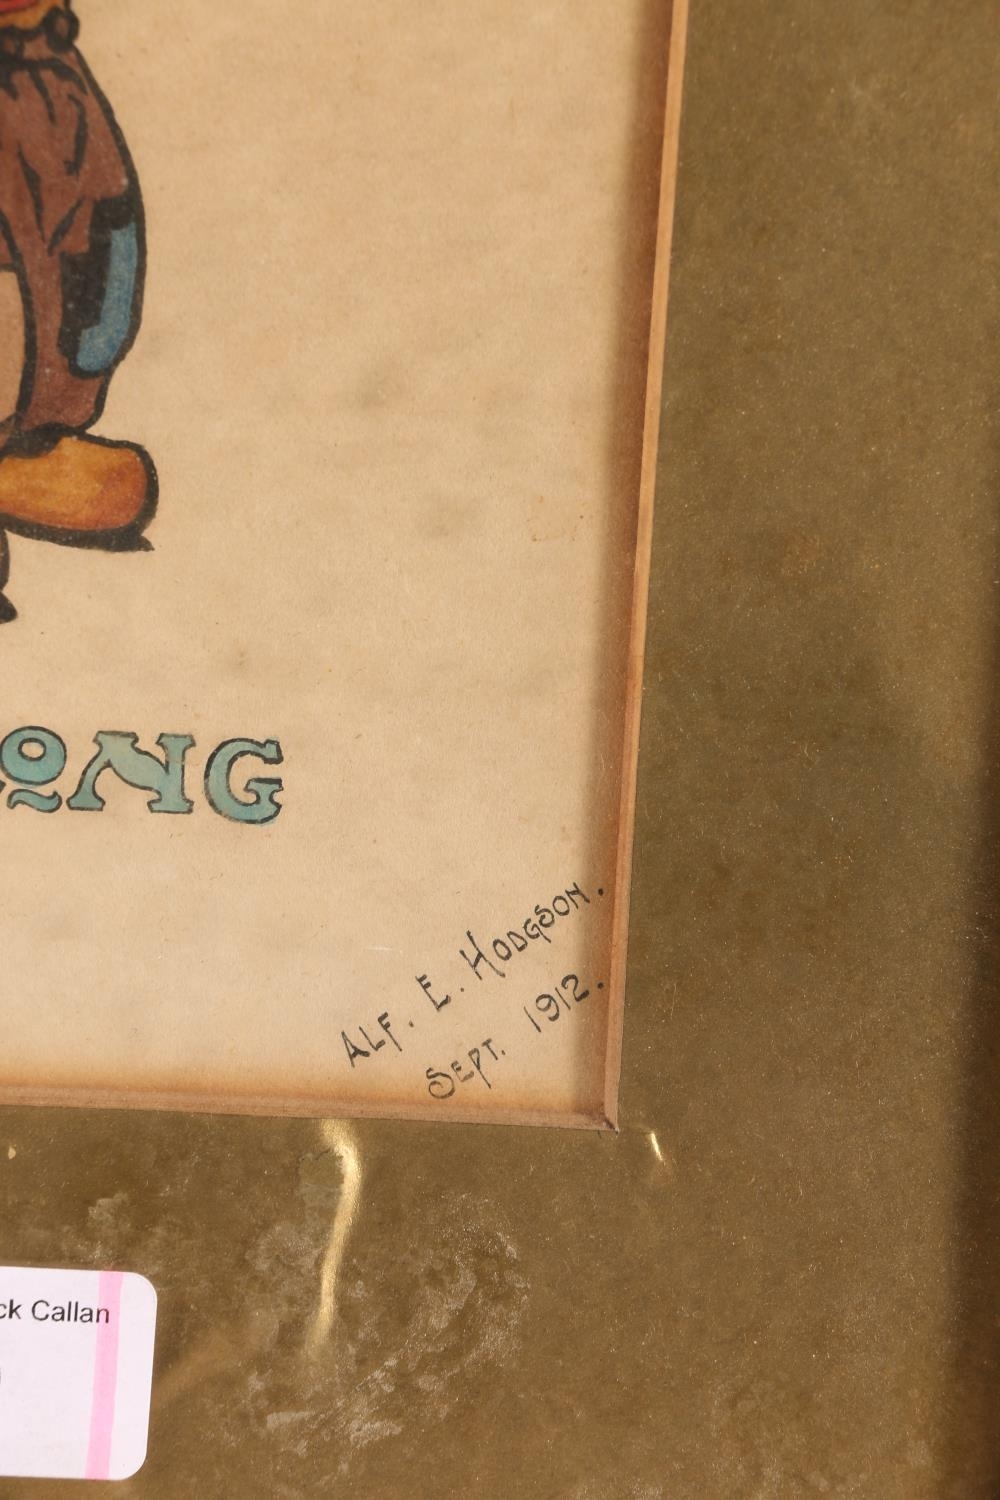 ONG
ALF. E. HODGSON.
SEPT. 1912.
ck Callan